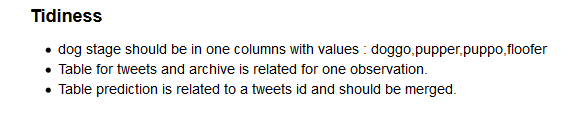 Tidiness
• dog stage should be in one columns with values : doggo,pupper,puppo,floofer
• Table for tweets and archive is related for one observation.
• Table prediction is related to a tweets id and should be merged.